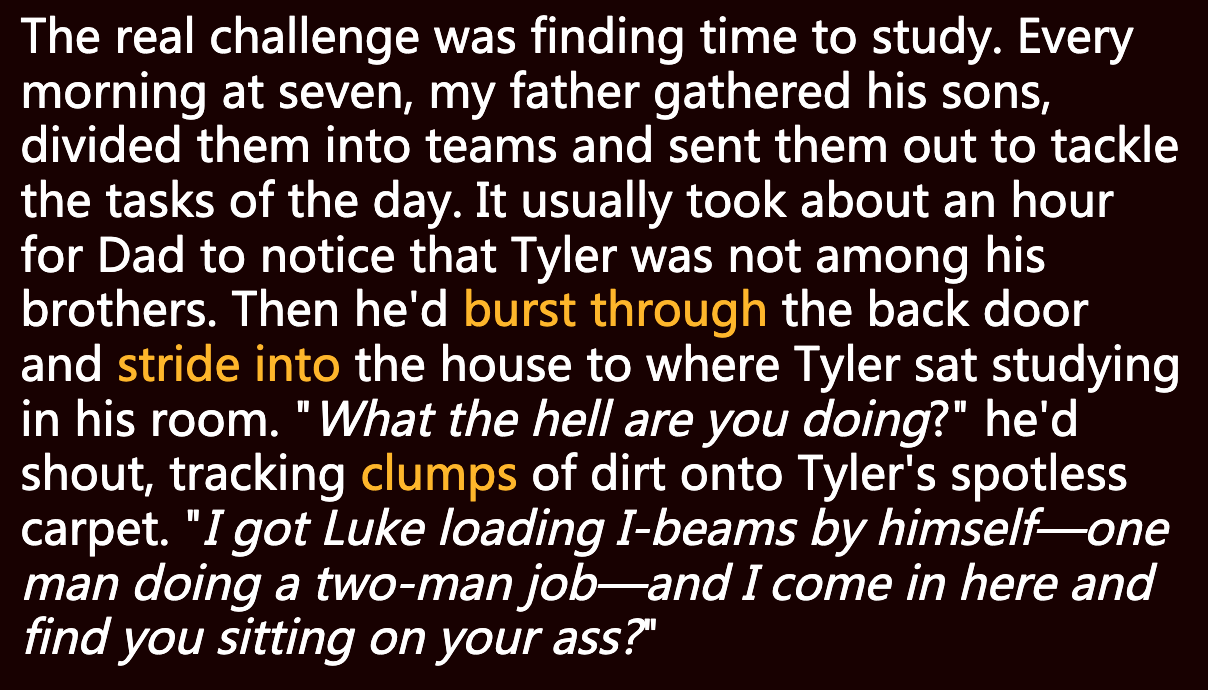 The real challenge was finding time to study. Every
morning at seven, my father gathered his sons,
divided them into teams and sent them out to tackle
the tasks of the day. It usually took about an hour
for Dad to notice that Tyler was not among his
brothers. Then he'd burst through the back door
and stride into the house to where Tyler sat studying
in his room. "What the hell are you doing?" he'd
shout, tracking clumps of dirt onto Tyler's spotless
carpet. "I got Luke loading I-beams by himself—one
man doing a two-man job—and I come in here and
find you sitting on your ass?"